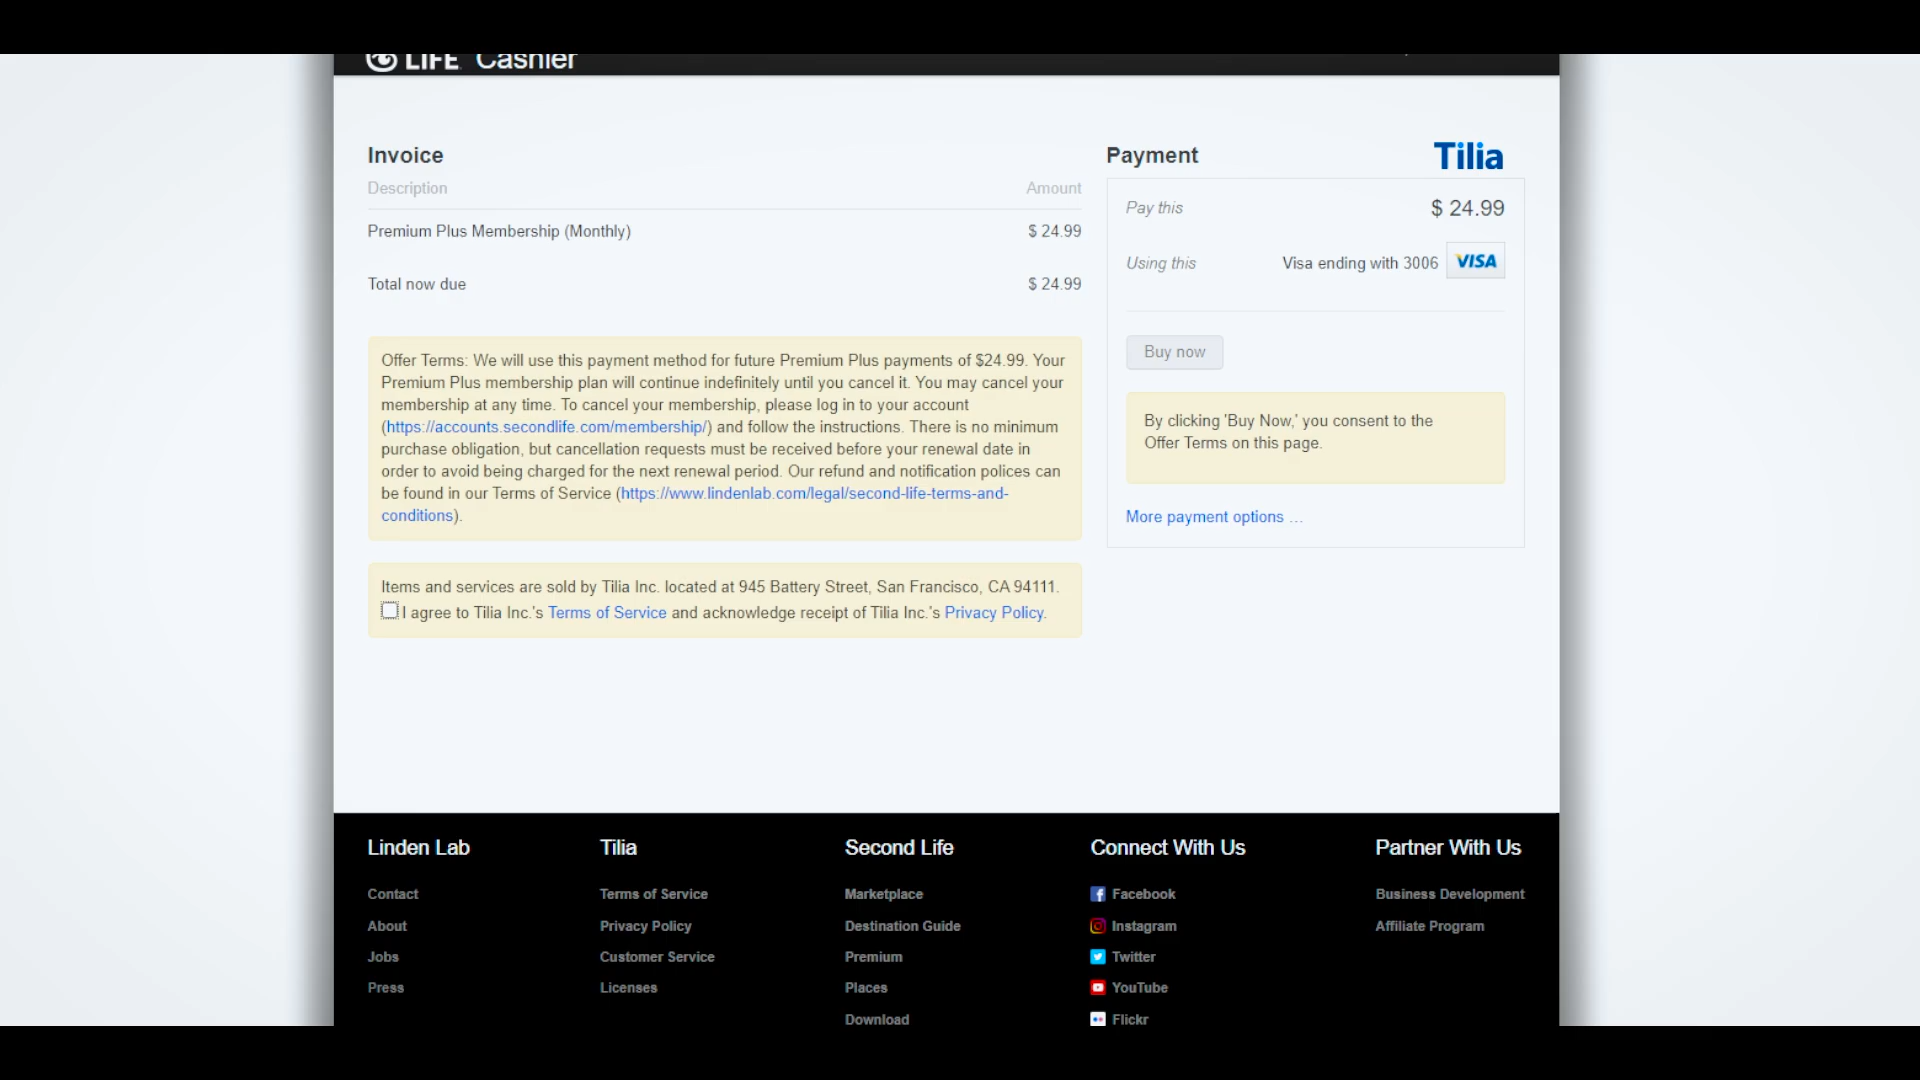 LIFE Cashier
Invoice
Description Amount
Premium Plus Membership (Monthly) $ 24.99
Total now due $ 24.99
Offer Terms: We will use this payment method for future Premium Plus payments of $24.99. Your
Premium Plus membership plan will continue indefinitely until you cancel it. You may cancel your
membership at any time. To cancel your membership, please log in to your account
(https://accounts.secondlife.com/membership/) and follow the instructions. There is no minimum
purchase obligation, but cancellation requests must be received before your renewal date in
order to avoid being charged for the next renewal period. Our refund and notification polices can
be found in our Terms of Service (https://www.lindenlab.com/legal/second-life-terms-and-
conditions).
Items and services are sold by Tilia Inc. located at 945 Battery Street, San Francisco, CA 94111.
I agree to Tilia Inc.'s Terms of Service and acknowledge receipt of Tilia Inc.'s Privacy Policy.
Payment Tilia
Pay this $ 24.99
Using this Visa ending with 3006 VISA
Buy now
By clicking 'Buy Now,' you consent to the
Offer Terms on this page.
More payment options ...
Linden Lab
Contact
About
Jobs
Press
Tilia
Terms of Service
Privacy Policy
Customer Service
Licenses
Second Life
Marketplace
Destination Guide
Premium
Places
Download
Connect With Us
Facebook
Instagram
Twitter
YouTube
Flickr
Partner With Us
Business Development
Affiliate Program